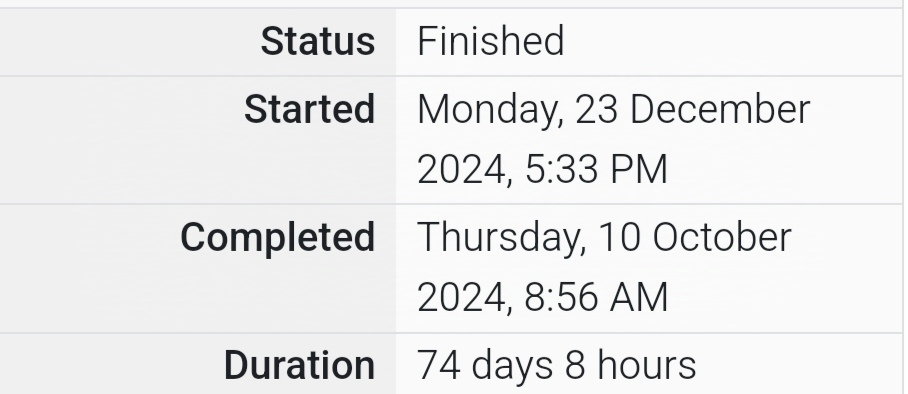 Status Finished
Started Monday, 23 December
2024, 5:33 PM
Completed Thursday, 10 October
2024, 8:56 AM
Duration 74 days 8 hours